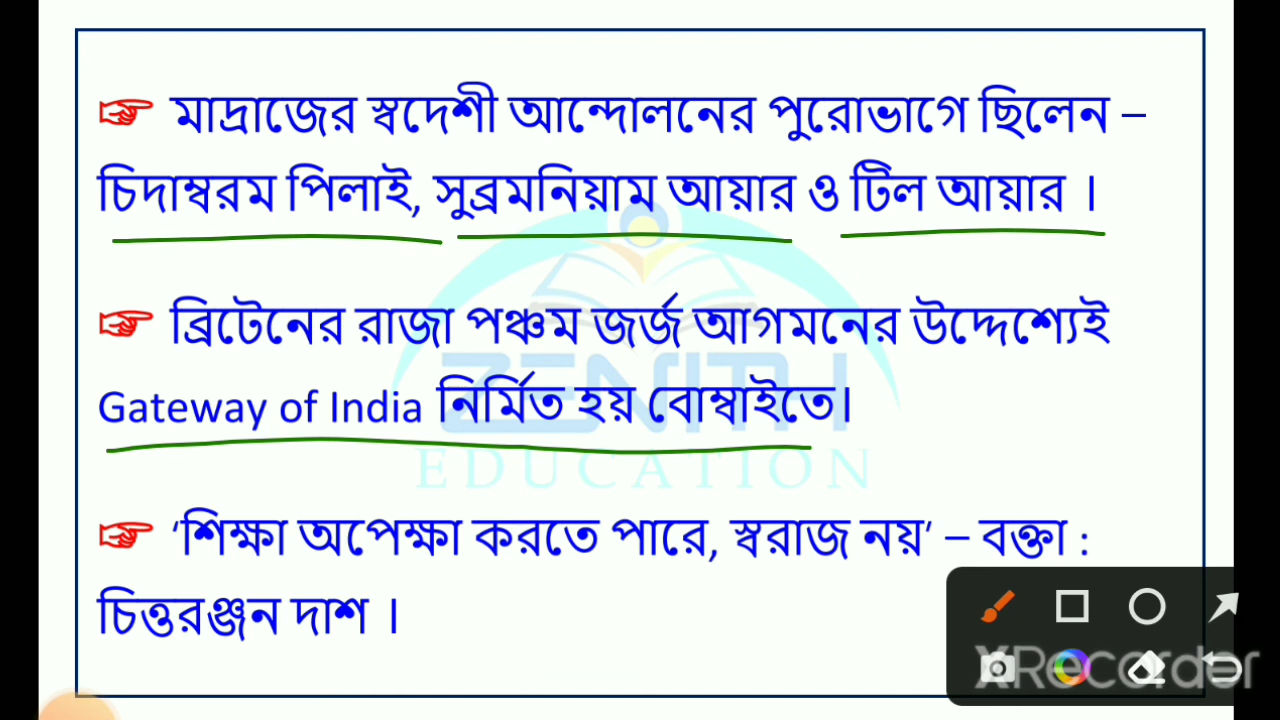 ☞ মাদ্রাজের স্বদেশী আন্দোলনের পুরোভাগে ছিলেন –
চিদাম্বরম পিলাই, সুব্রমনিয়াম আয়ার ও টিল আয়ার ।
☞ ব্রিটেনের রাজা পঞ্চম জর্জ আগমনের উদ্দেশ্যেই
Gateway of India নির্মিত হয় বোম্বাইতে।
ZENITH
EDUCATION
☞ ‘শিক্ষা অপেক্ষা করতে পারে, স্বরাজ নয়’ – বক্তা :
চিত্তরঞ্জন দাশ ।
XRecorder